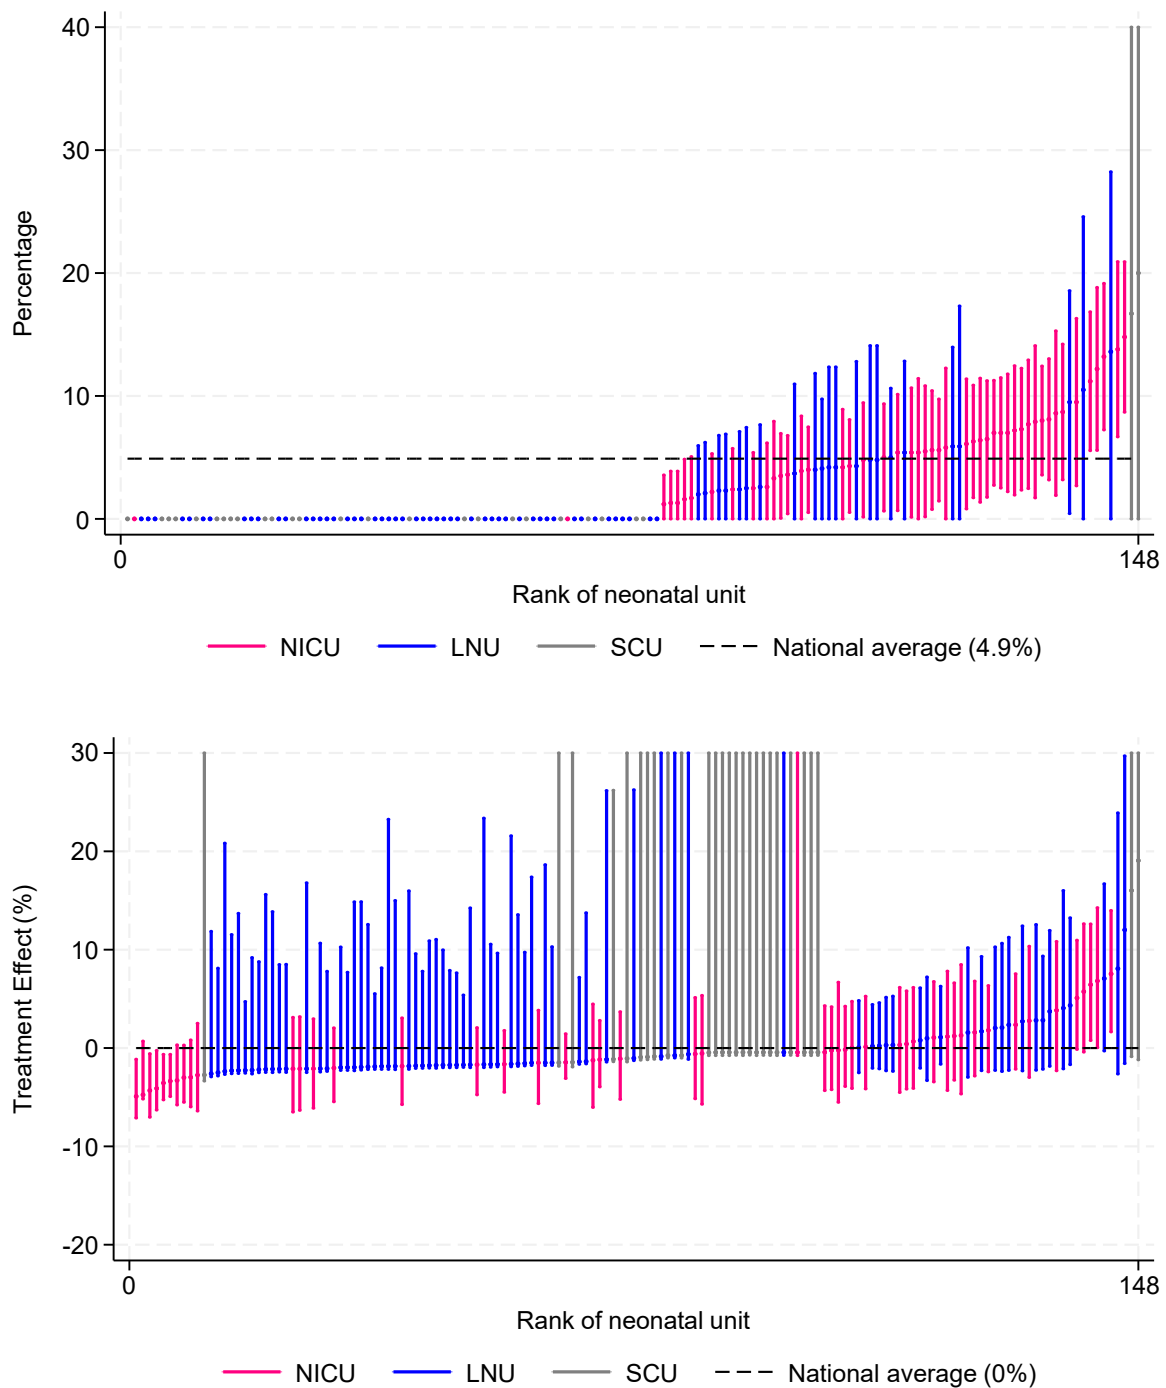 Percentage
40
30
20
10
0
0 148
Rank of neonatal unit
NICU LNU SCU National average (4.9%)
Treatment Effect (%)
30
20
10
0
-10
-20
0 148
Rank of neonatal unit
NICU LNU SCU National average (0%)